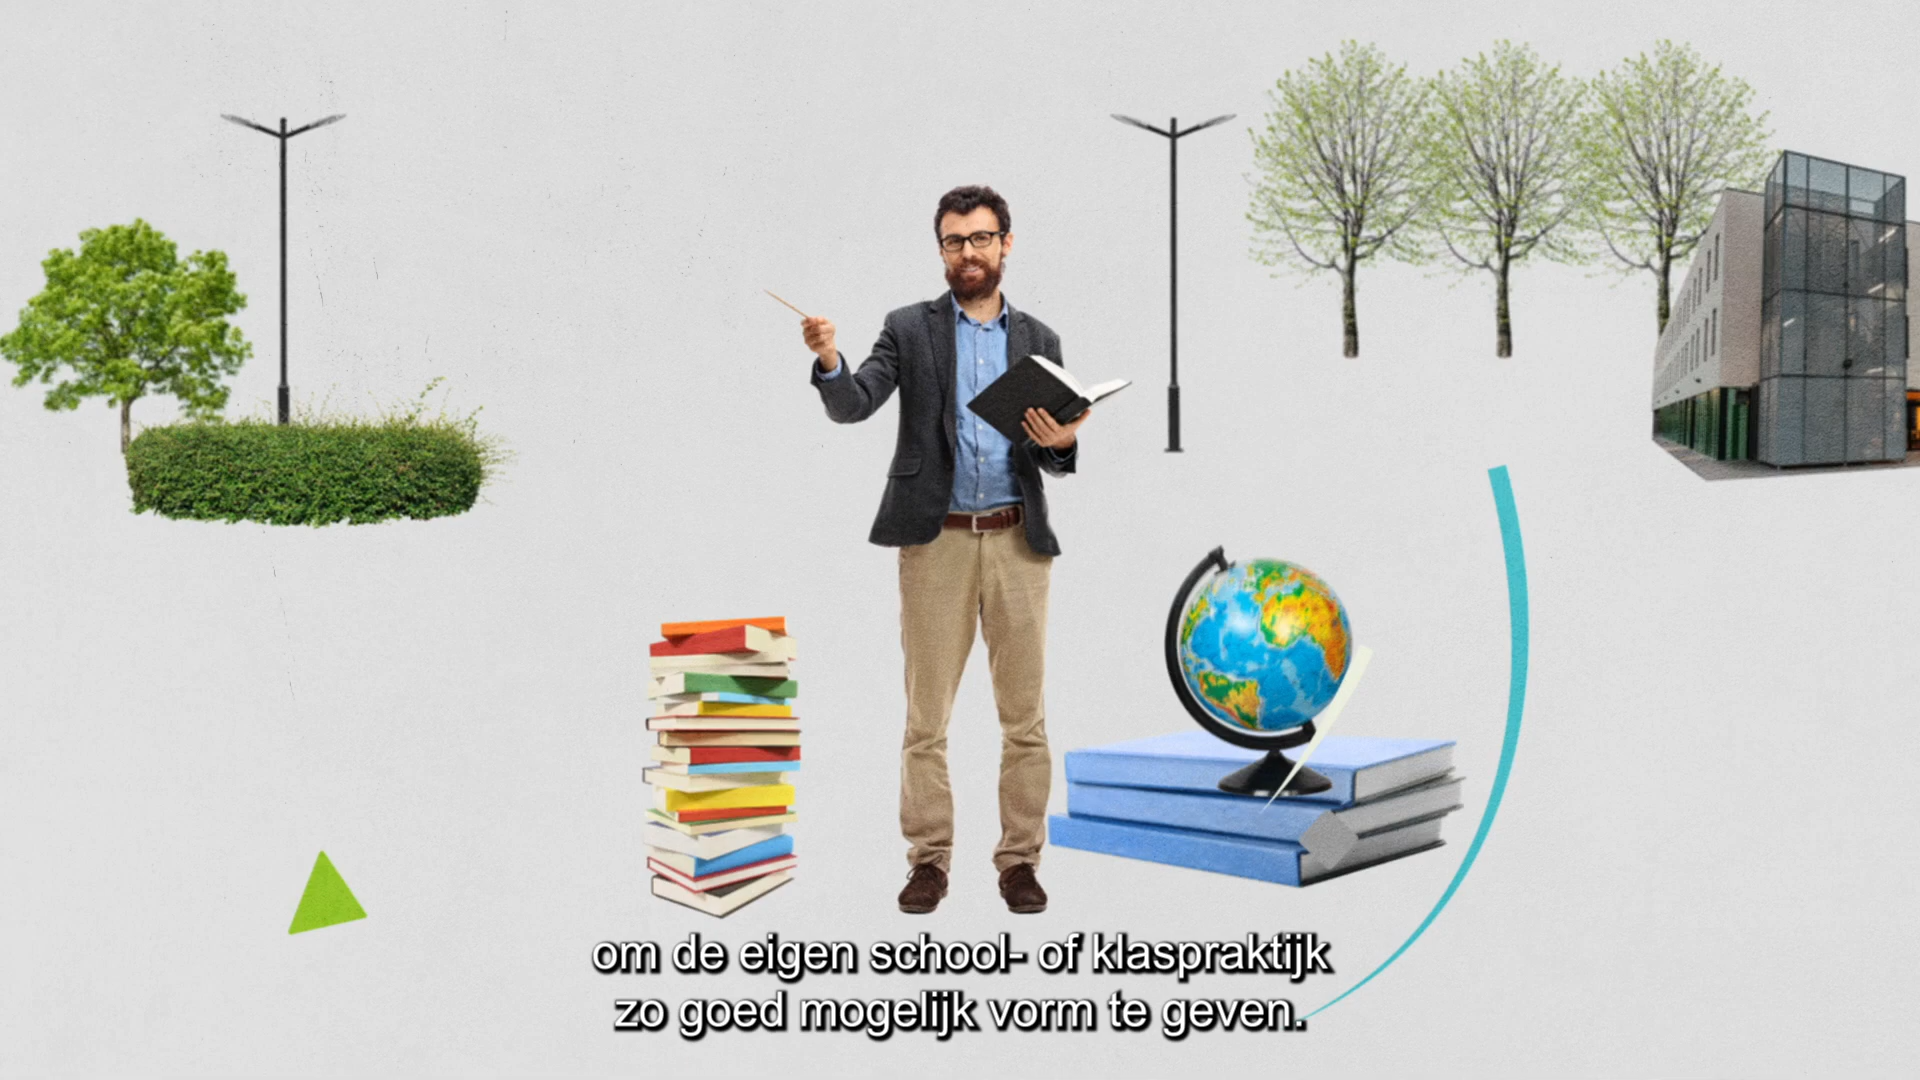 om de eigen school- of klaspraktijk
zo goed mogelijk vorm te geven.